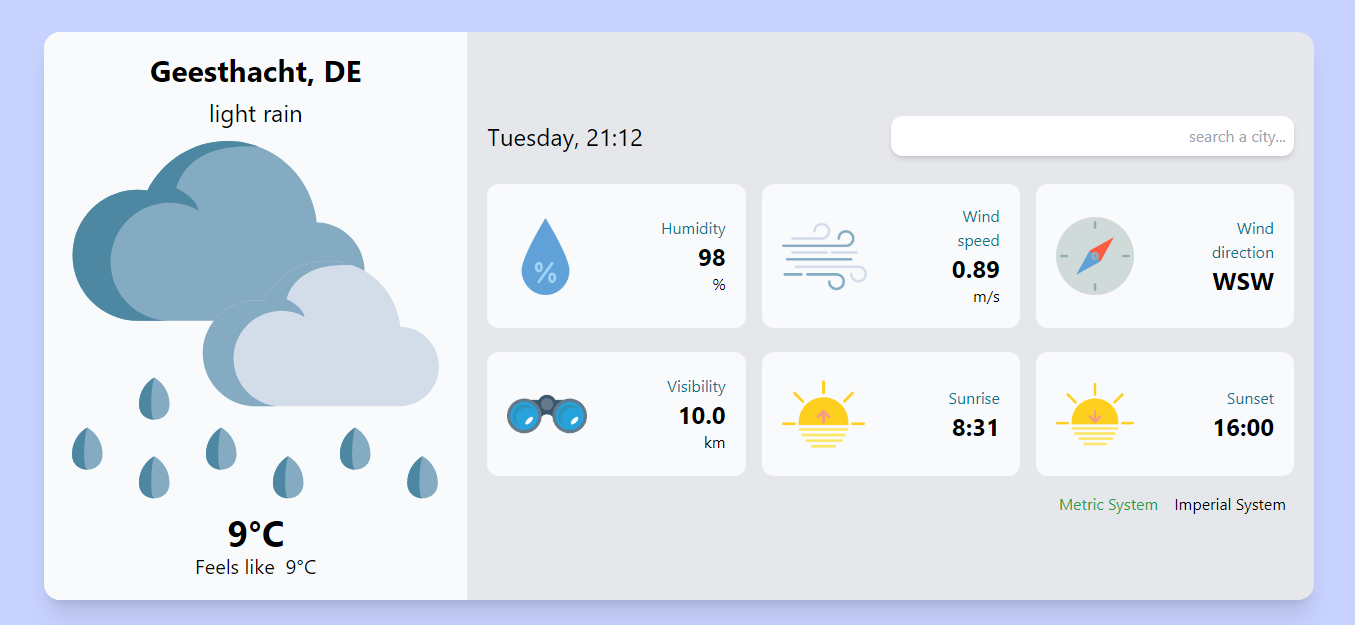 Geesthacht, DE
light rain
9°C
Feels like 9°C
Tuesday, 21:12
search a city...
%
Humidity
98
%
Wind
speed
0.89
m/s
Wind
direction
WSW
Visibility
10.0
km
Sunrise
8:31
Sunset
16:00
Metric System Imperial System